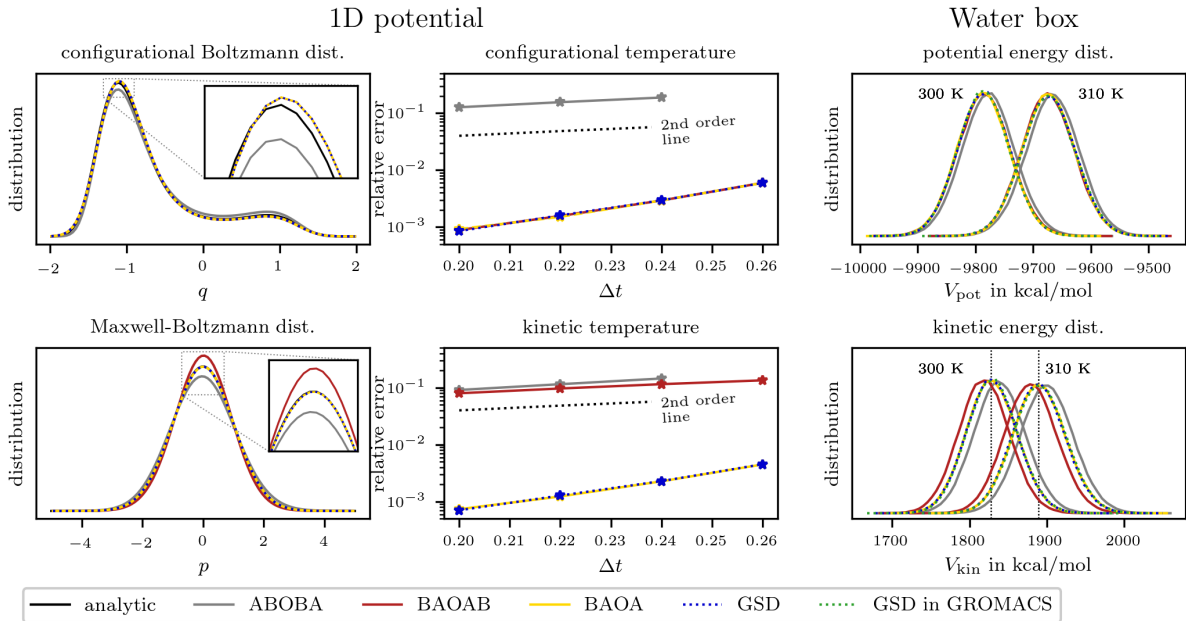 1D potential
Water box
configurational Boltzmann dist.
configurational temperature
potential energy dist.
distribution
relative error
distribution
10⁻¹
10⁻²
10⁻³
2nd order
line
300 K
310 K
−2
−1
0
1
2
0.20
0.21
0.22
0.23
0.24
0.25
0.26
−10000
−9900
−9800
−9700
−9600
−9500
q
Δt
V_pot in kcal/mol
Maxwell-Boltzmann dist.
kinetic temperature
kinetic energy dist.
distribution
relative error
distribution
10⁻¹
10⁻²
10⁻³
2nd order
line
300 K
310 K
−4
−2
0
2
4
0.20
0.21
0.22
0.23
0.24
0.25
0.26
1700
1800
1900
2000
p
Δt
V_kin in kcal/mol
analytic
ABOBA
BAOAB
BAOA
GSD
GSD in GROMACS